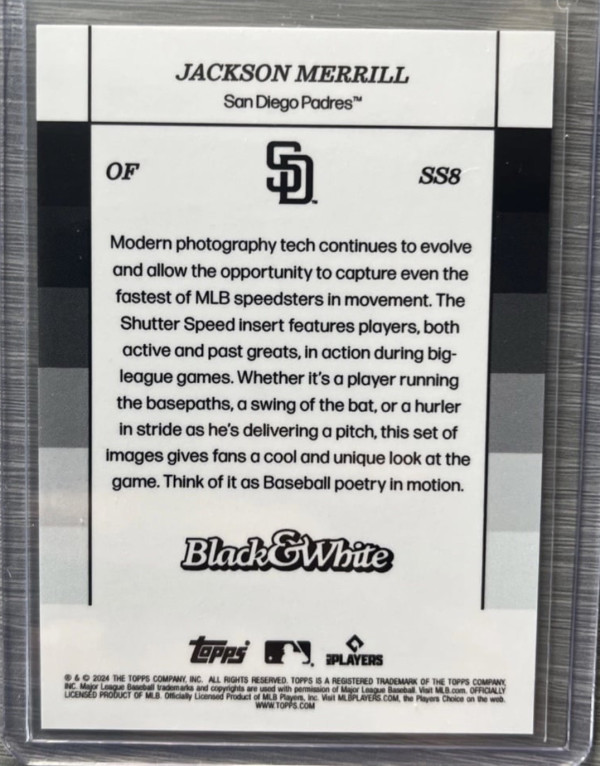 JACKSON MERRILL
San Diego Padres™
OF SD SS8
Modern photography tech continues to evolve
and allow the opportunity to capture even the
fastest of MLB speedsters in movement. The
Shutter Speed insert features players, both
active and past greats, in action during big-
league games. Whether it's a player running
the basepaths, a swing of the bat, or a hurler
in stride as he's delivering a pitch, this set of
images gives fans a cool and unique look at the
game. Think of it as Baseball poetry in motion.
Black&White
Topps PLAYERS
® & © 2024 THE TOPPS COMPANY, INC. ALL RIGHTS RESERVED. TOPPS IS A REGISTERED TRADEMARK OF THE TOPPS COMPANY,
INC. Major League Baseball trademarks and copyrights are used with permission of Major League Baseball. Visit MLB.com. OFFICIALLY
LICENSED PRODUCT OF MLB Players, Inc. Visit MLBPLAYERS.COM, the Players Choice on the web.
WWW.TOPPS.COM